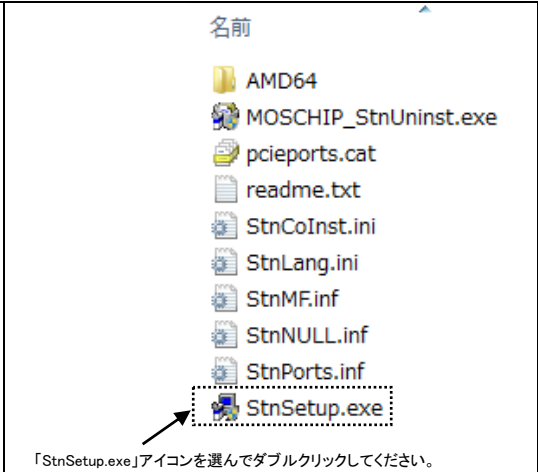 名前
AMD64
MOSCHIP_StnUninst.exe
pcieports.cat
readme.txt
StnCoInst.ini
StnLang.ini
StnMF.inf
StnNULL.inf
StnPorts.inf
StnSetup.exe
「StnSetup.exe」アイコンを選んでダブルクリックしてください。